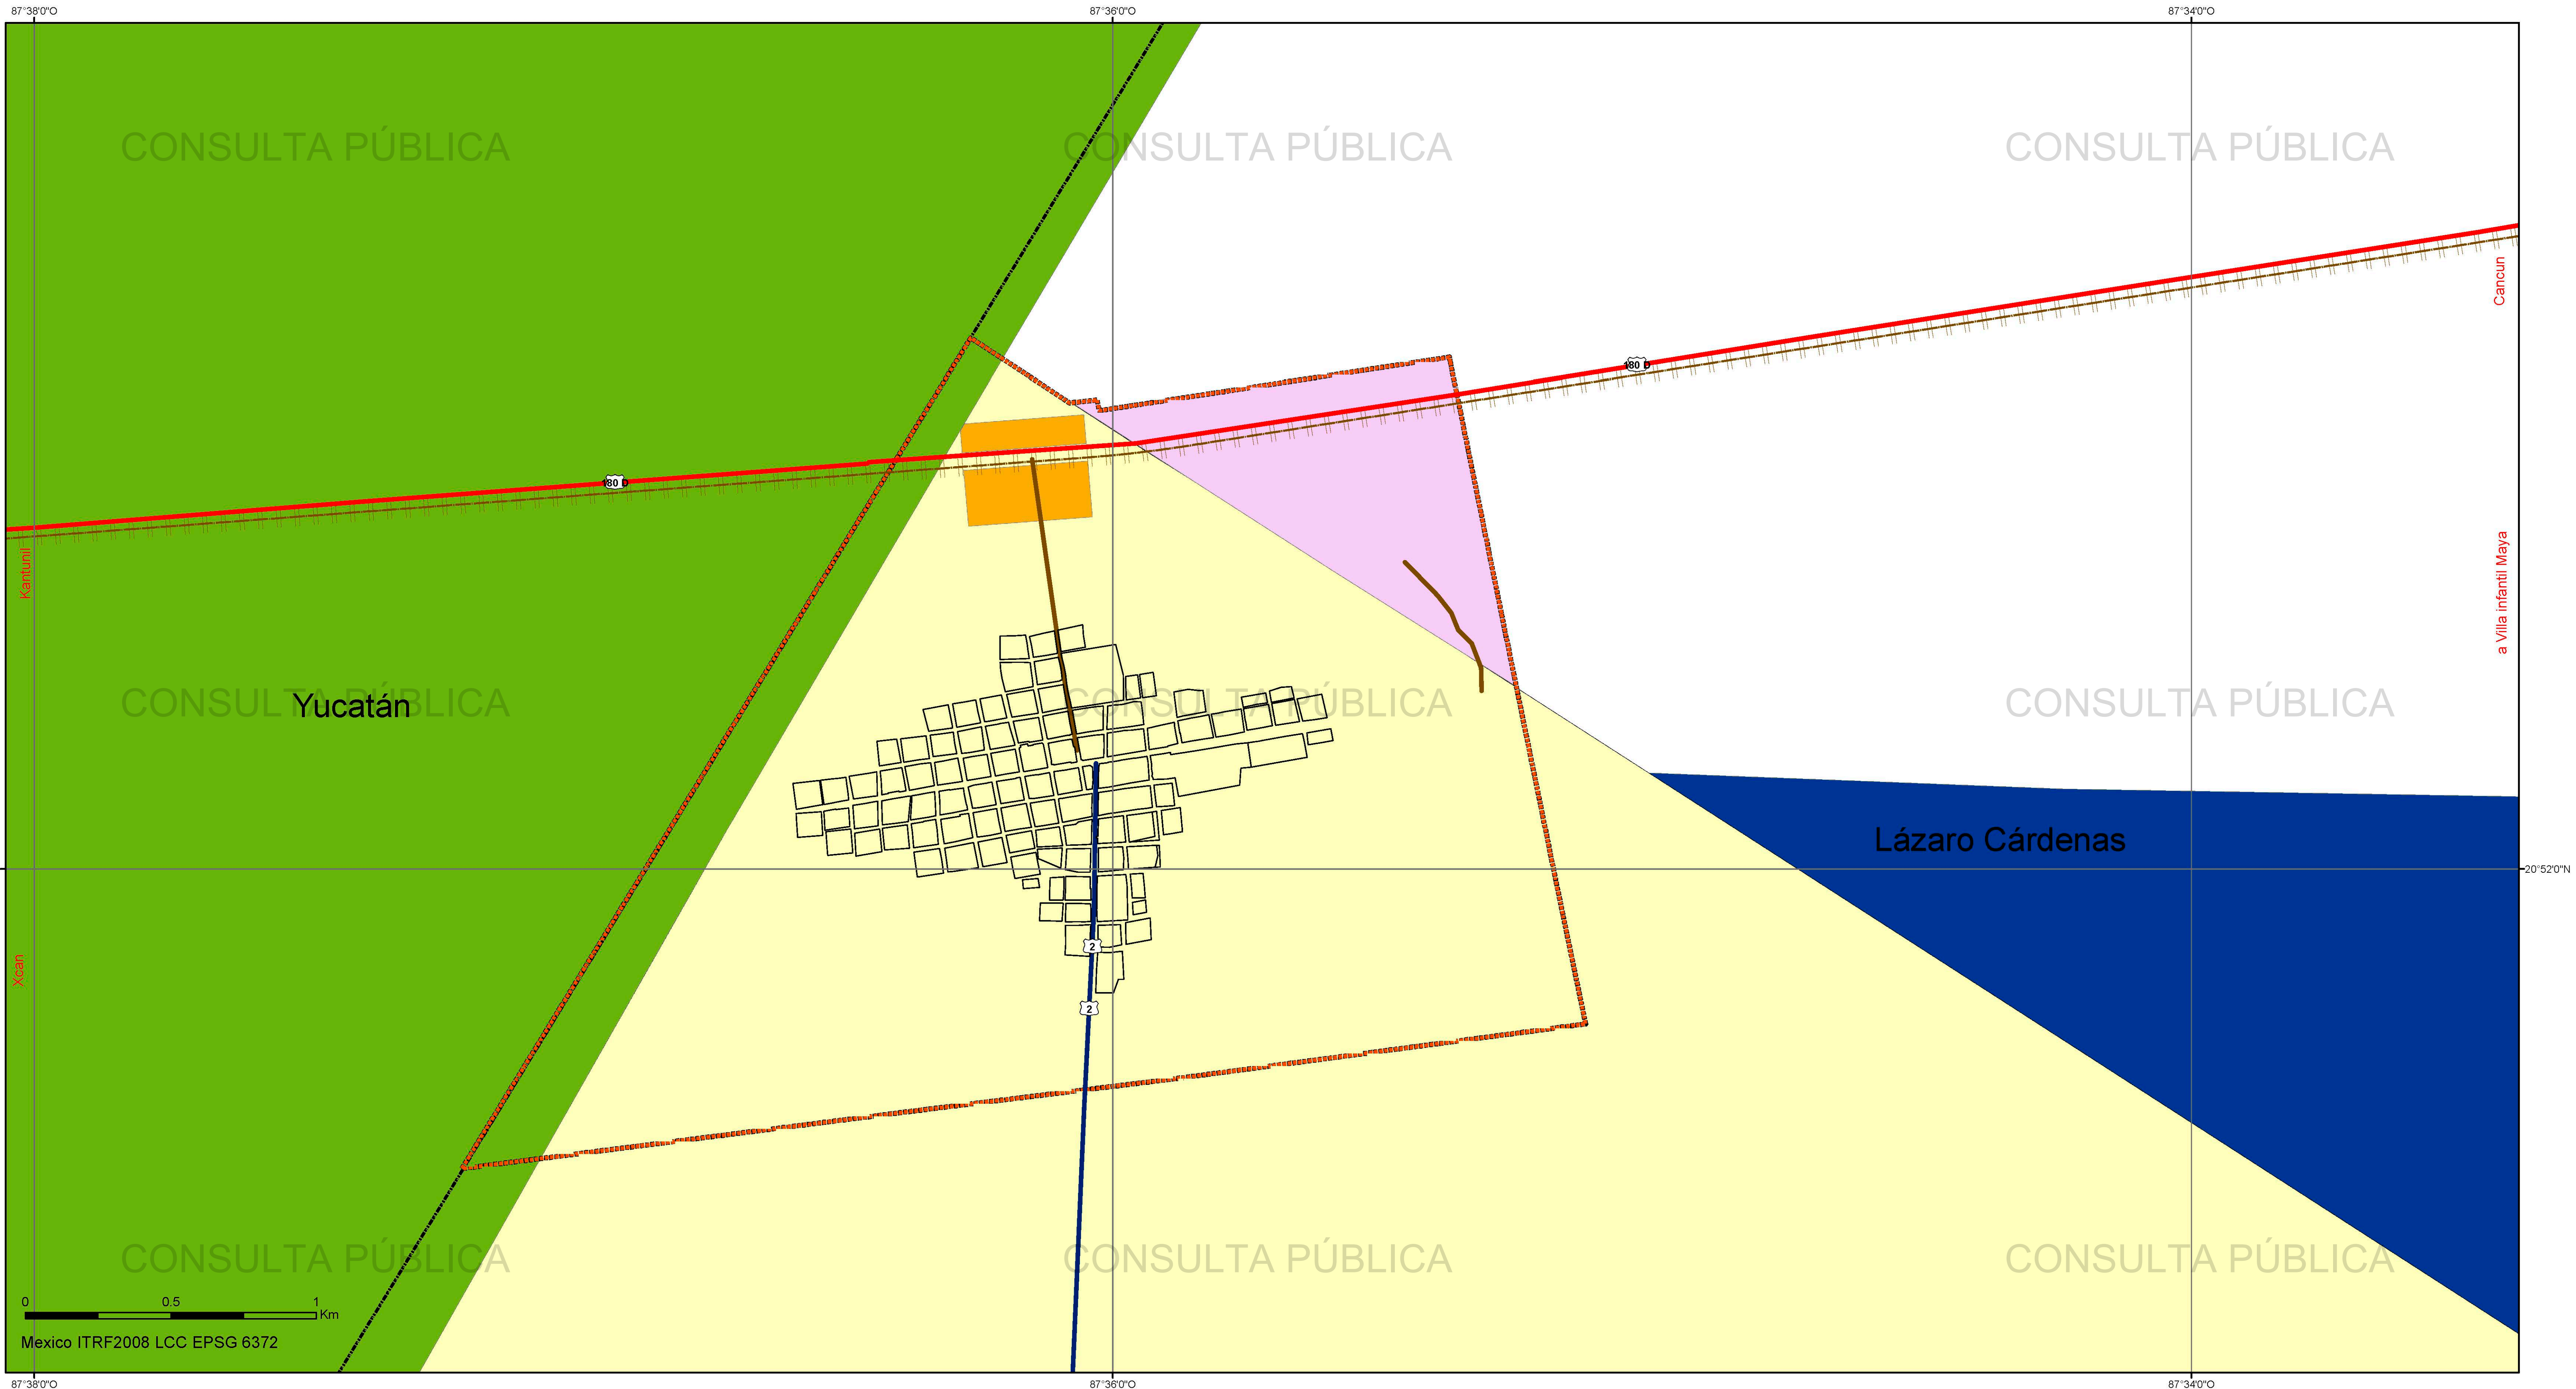 87°38'0"O
87°36'0"O
87°34'0"O
CONSULTA PÚBLICA
CONSULTA PÚBLICA
CONSULTA PÚBLICA
Cancun
180 D
180 D
Kantunil
a Villa infantil Maya
CONSULTA PÚBLICA
CONSULTA PÚBLICA
CONSULTA PÚBLICA
Yucatán
Lázaro Cárdenas
20°52'0"N
2
Xcan
2
CONSULTA PÚBLICA
CONSULTA PÚBLICA
CONSULTA PÚBLICA
0 0.5 1
Km
Mexico ITRF2008 LCC EPSG 6372
87°38'0"O
87°36'0"O
87°34'0"O